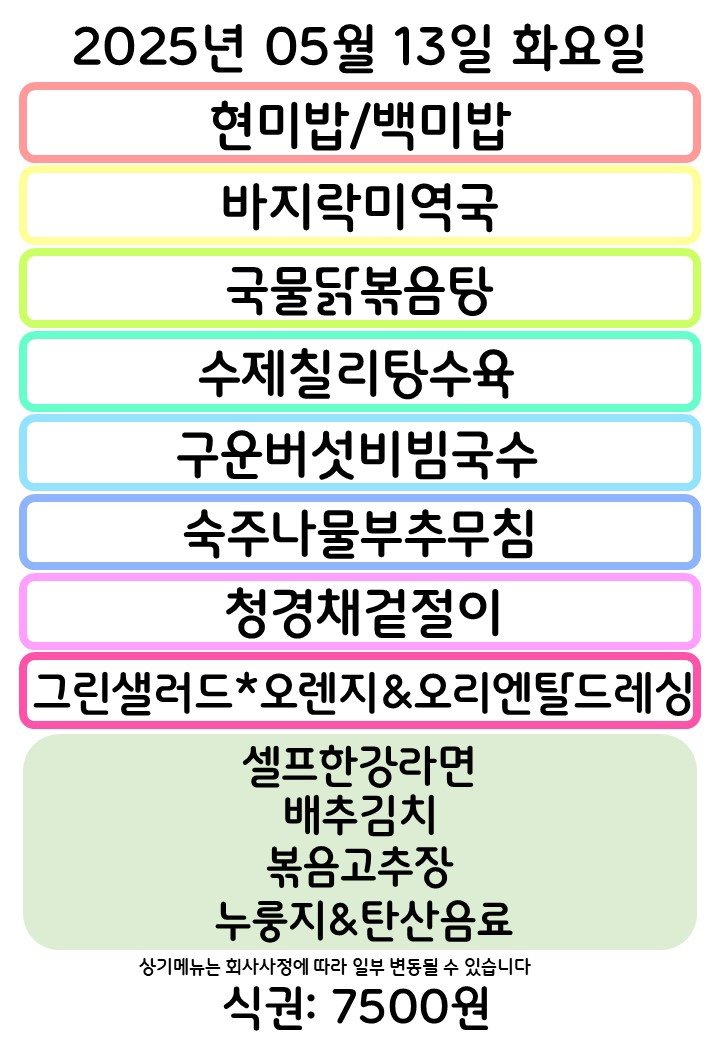 2025년 05월 13일 화요일
현미밥/백미밥
바지락미역국
국물닭볶음탕
수제칠리탕수육
구운버섯비빔국수
숙주나물부추무침
청경채겉절이
그린샐러드*오렌지&오리엔탈드레싱
셀프한강라면
배추김치
볶음고추장
누룽지&탄산음료
상기메뉴는 회사사정에 따라 일부 변동될 수 있습니다
식권: 7500원